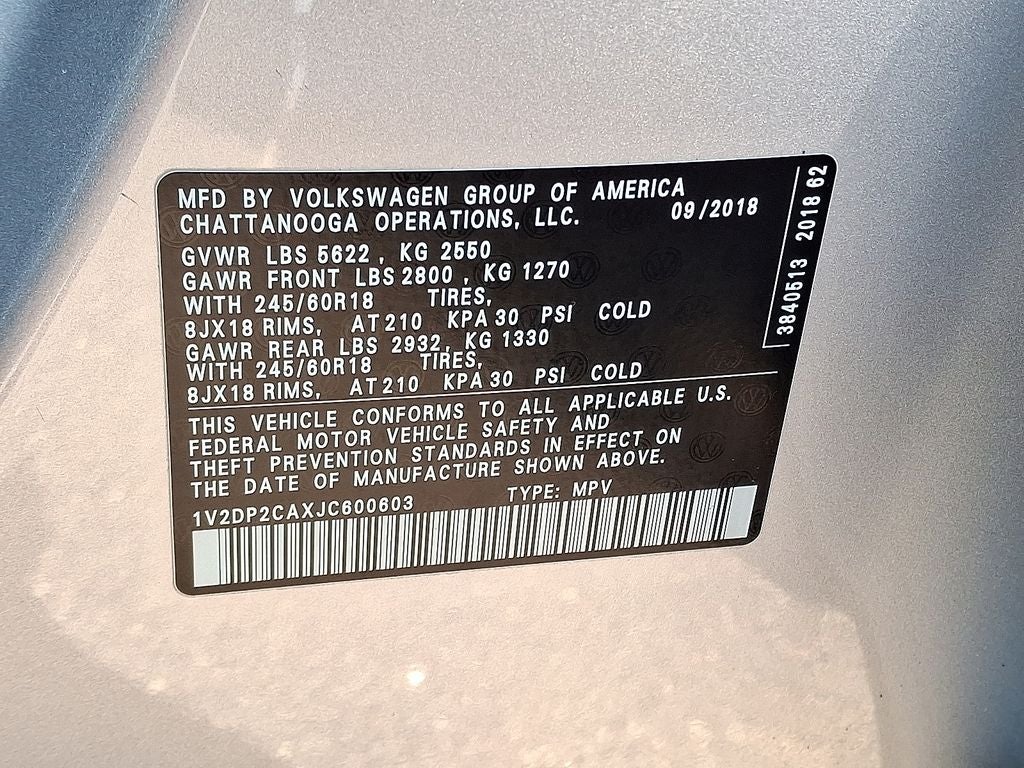 MFD BY VOLKSWAGEN GROUP OF AMERICA
CHATTANOOGA OPERATIONS, LLC. 09/2018
GVWR LBS 5622, KG 2550
GAWR FRONT LBS 2800, KG 1270
WITH 245/60R18 TIRES,
8JX18 RIMS, AT 210 KPA 30 PSI COLD
GAWR REAR LBS 2932, KG 1330
WITH 245/60R18 TIRES,
8JX18 RIMS, AT 210 KPA 30 PSI COLD
THIS VEHICLE CONFORMS TO ALL APPLICABLE U.S.
FEDERAL MOTOR VEHICLE SAFETY AND
THEFT PREVENTION STANDARDS IN EFFECT ON
THE DATE OF MANUFACTURE SHOWN ABOVE.
1V2DP2CAXJC600603 TYPE: MPV
3840513 2018 62